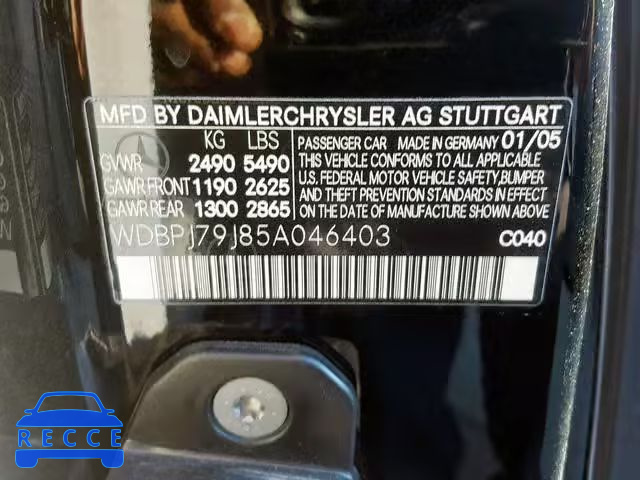 MFD BY DAIMLERCHRYSLER AG STUTTGART
KG LBS
GVWR 2490 5490
GAWR FRONT 1190 2625
GAWR REAR 1300 2865
PASSENGER CAR MADE IN GERMANY 01/05
THIS VEHICLE CONFORMS TO ALL APPLICABLE
U.S. FEDERAL MOTOR VEHICLE SAFETY,BUMPER,
AND THEFT PREVENTION STANDARDS IN EFFECT
ON THE DATE OF MANUFACTURE SHOWN ABOVE.
WDBPJ79J85A046403
C040
RECCE